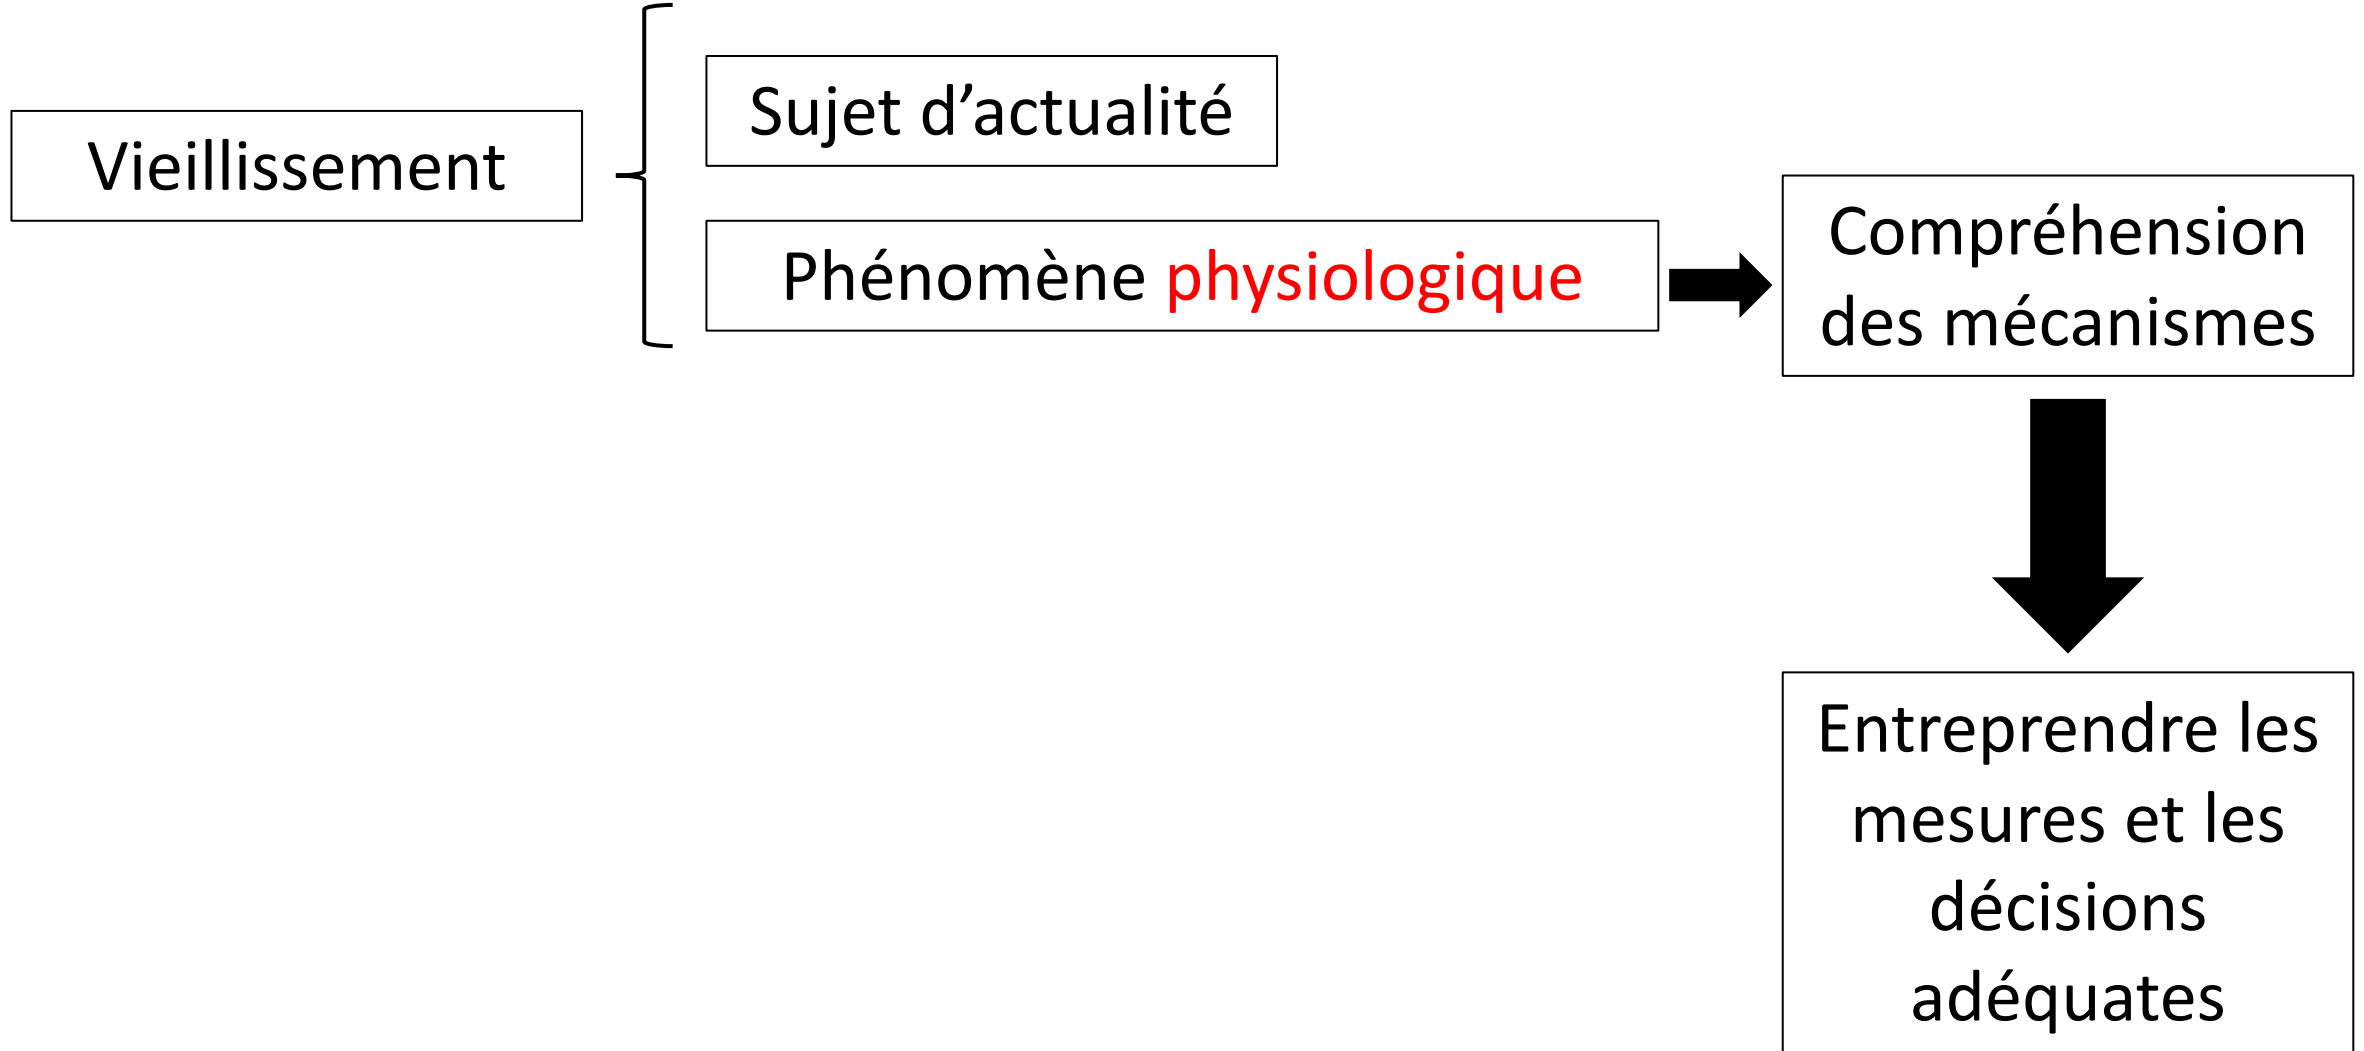 Vieillissement
Sujet d’actualité
Phénomène physiologique
Compréhension
des mécanismes
Entreprendre les
mesures et les
décisions
adéquates